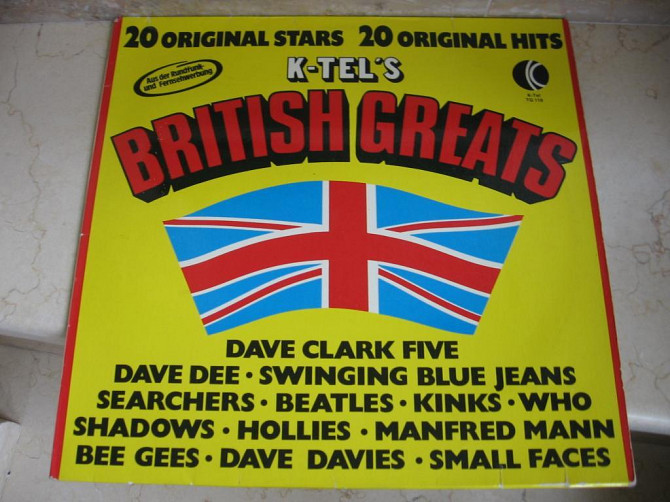 20 ORIGINAL STARS 20 ORIGINAL HITS
K-TEL'S
Aus der Rundfunk
und Fernsehwerbung
K-Tel
BRITISH GREATS
DAVE CLARK FIVE
DAVE DEE • SWINGING BLUE JEANS
SEARCHERS • BEATLES • KINKS • WHO
SHADOWS • HOLLIES • MANFRED MANN
BEE GEES • DAVE DAVIES • SMALL FACES